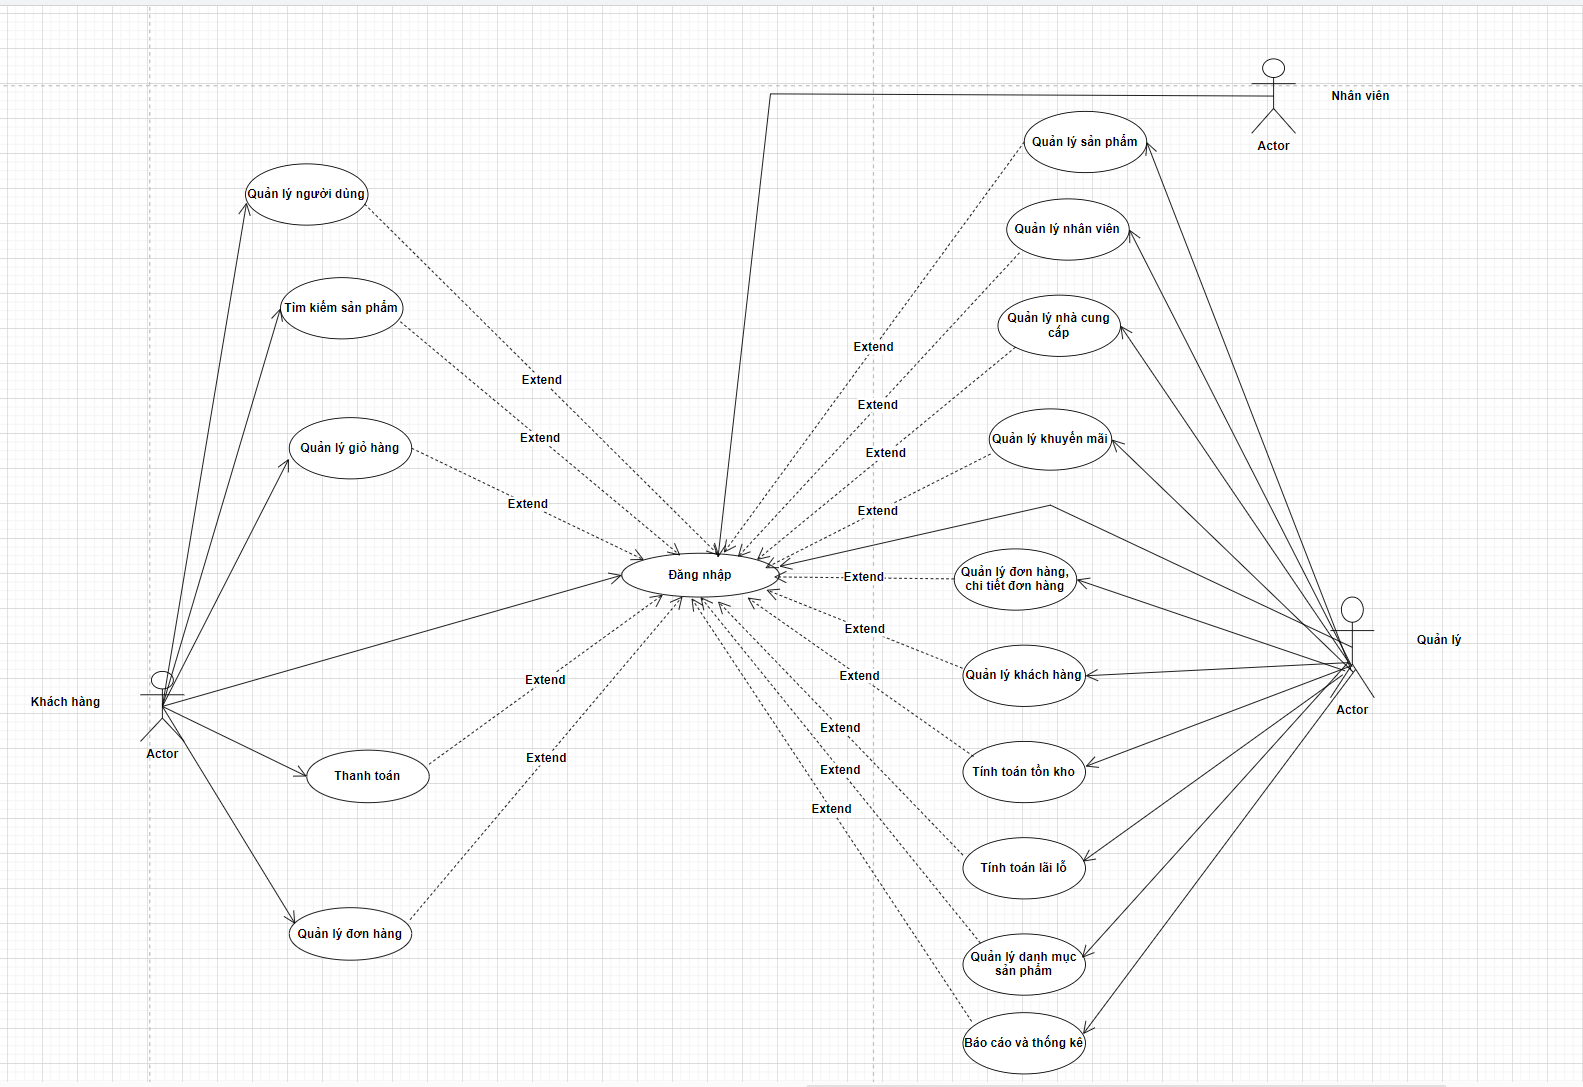 Nhân viên
Actor
Quản lý sản phẩm
Quản lý người dùng
Quản lý nhân viên
Tìm kiếm sản phẩm
Quản lý nhà cung
cấp
Extend
Extend
Extend
Extend
Quản lý khuyến mãi
Quản lý giỏ hàng
Extend
Extend
Extend
Đăng nhập
Extend
Quản lý đơn hàng,
chi tiết đơn hàng
Extend
Quản lý
Khách hàng
Actor
Extend
Extend
Quản lý khách hàng
Actor
Extend
Extend
Thanh toán
Extend
Tính toán tồn kho
Extend
Tính toán lãi lỗ
Quản lý đơn hàng
Quản lý danh mục
sản phẩm
Báo cáo và thống kê